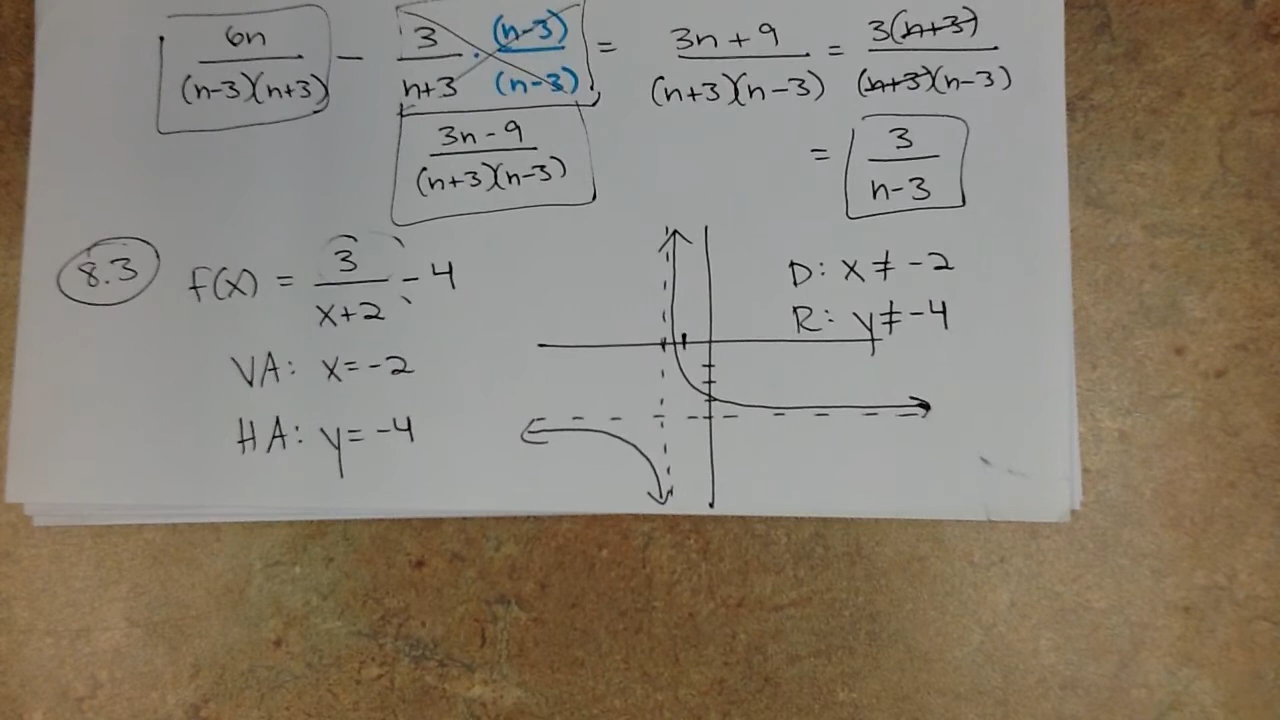 6n/((n-3)(n+3)) - 3/(n+3) · (n-3)/(n-3) = (3n+9)/((n+3)(n-3)) = 3(n+3)/((n+3)(n-3))
(3n-9)/((n+3)(n-3))
= 3/(n-3)
8.3 f(x) = 3/(x+2) - 4
VA: x=-2
HA: y=-4
D: x≠-2
R: y≠-4